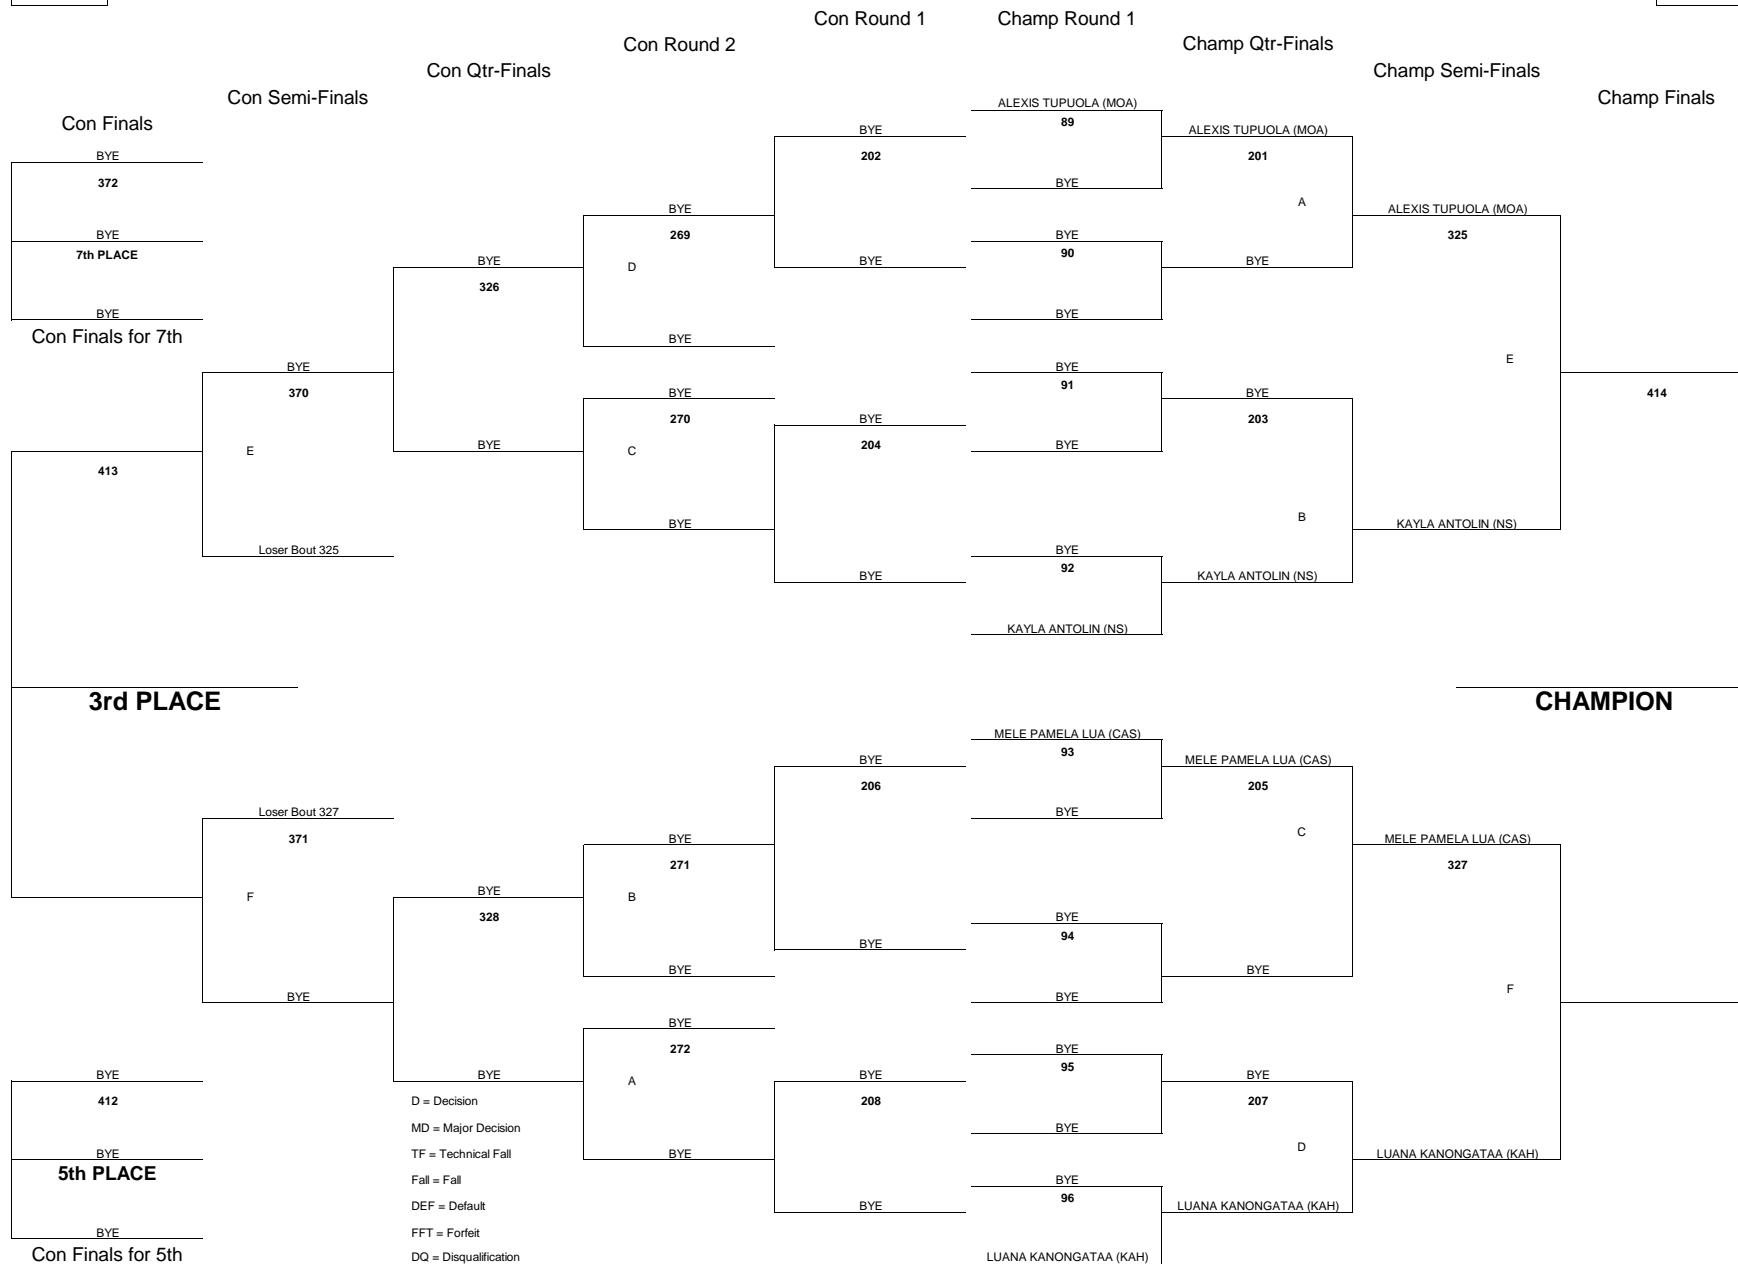 Con Round 1
Champ Round 1
Con Round 2
Champ Qtr-Finals
Con Qtr-Finals
Champ Semi-Finals
Con Semi-Finals
Champ Finals
Con Finals
ALEXIS TUPUOLA (MOA)
89
BYE
ALEXIS TUPUOLA (MOA)
BYE
202
201
372
BYE
BYE
A
BYE
ALEXIS TUPUOLA (MOA)
BYE
BYE
269
325
7th PLACE
90
BYE
D
BYE
BYE
326
BYE
BYE
Con Finals for 7th
BYE
E
BYE
BYE
91
370
414
BYE
BYE
270
BYE
203
E
BYE
C
204
BYE
413
B
BYE
KAYLA ANTOLIN (NS)
Loser Bout 325
BYE
92
BYE
KAYLA ANTOLIN (NS)
KAYLA ANTOLIN (NS)
3rd PLACE
CHAMPION
MELE PAMELA LUA (CAS)
93
BYE
MELE PAMELA LUA (CAS)
206
205
Loser Bout 327
BYE
C
371
BYE
MELE PAMELA LUA (CAS)
271
327
F
BYE
B
328
BYE
94
BYE
BYE
BYE
F
BYE
BYE
BYE
272
BYE
95
BYE
BYE
A
BYE
BYE
412
D = Decision
208
207
MD = Major Decision
BYE
BYE
TF = Technical Fall
BYE
D
LUANA KANONGATAA (KAH)
5th PLACE
Fall = Fall
BYE
96
DEF = Default
BYE
LUANA KANONGATAA (KAH)
BYE
FFT = Forfeit
Con Finals for 5th
DQ = Disqualification
LUANA KANONGATAA (KAH)